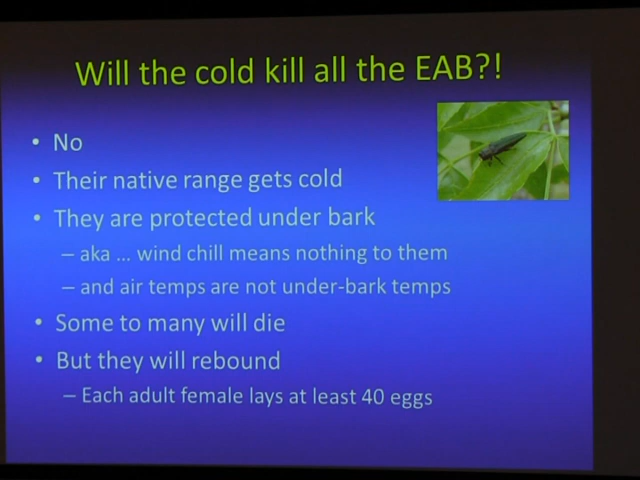 Will the cold kill all the EAB?!
• No
• Their native range gets cold
• They are protected under bark
– aka ... wind chill means nothing to them
– and air temps are not under-bark temps
• Some to many will die
• But they will rebound
– Each adult female lays at least 40 eggs